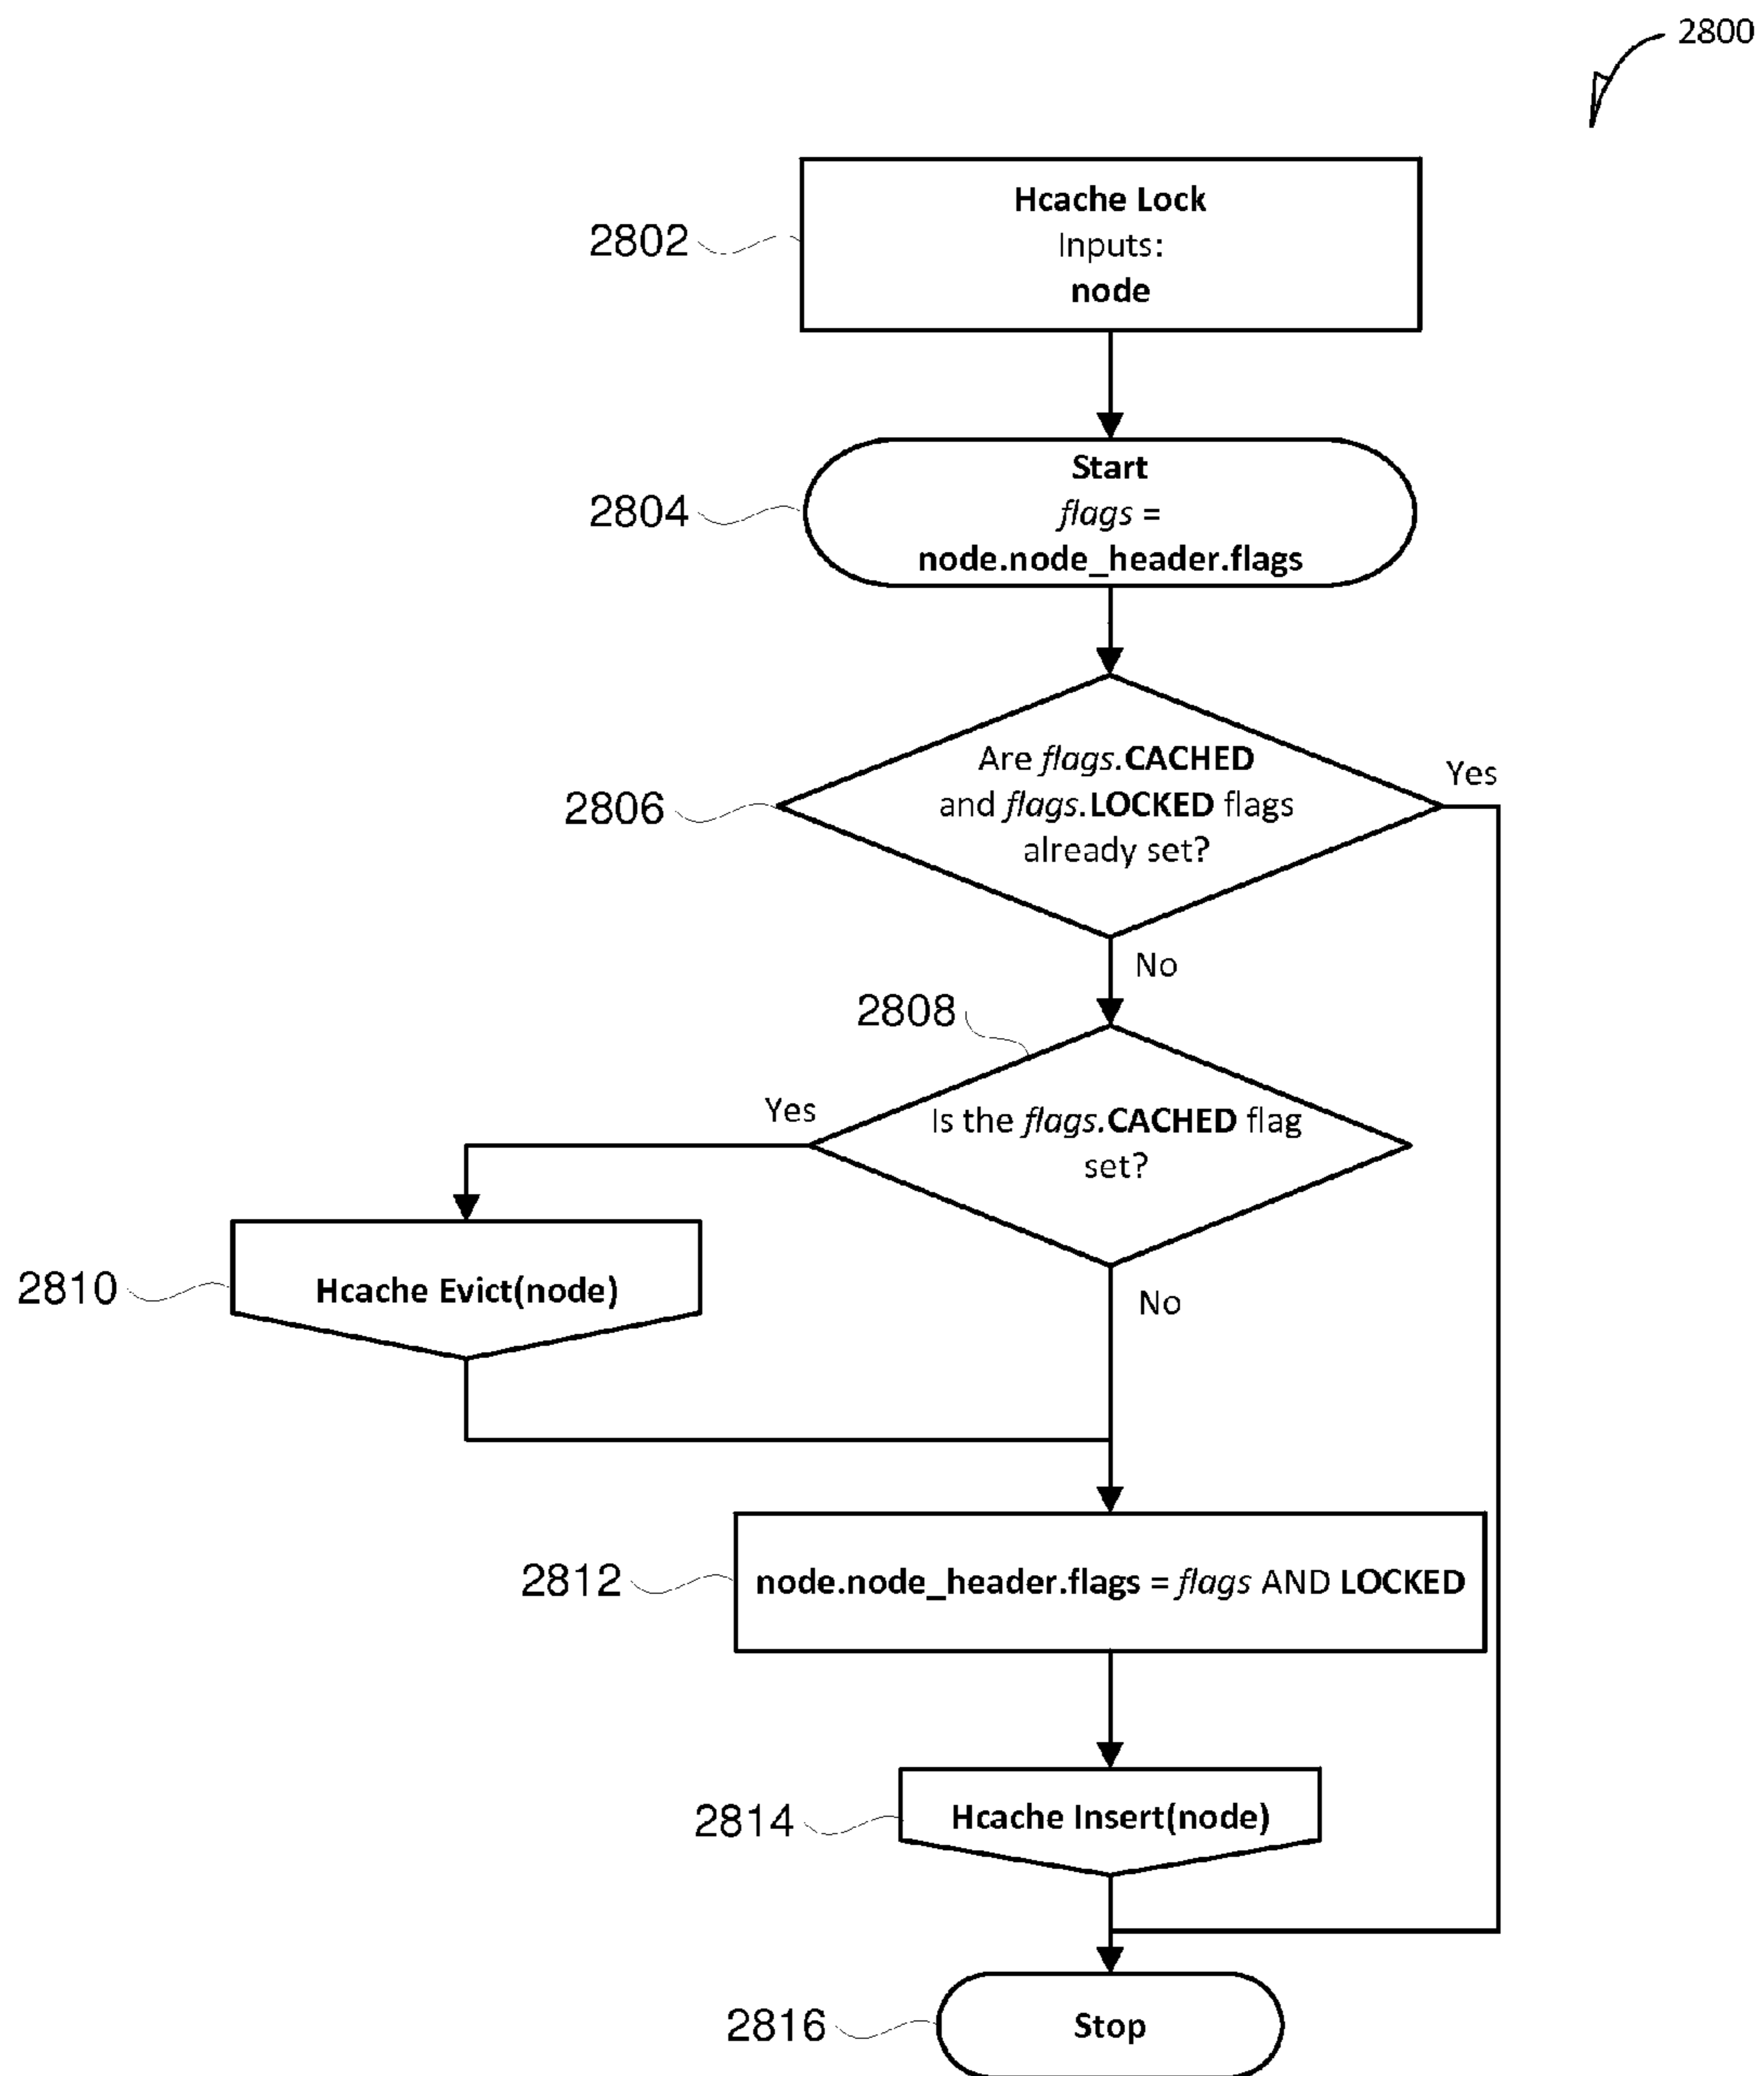 2800
Hcache Lock
Inputs:
node
2802
Start
flags =
node.node_header.flags
2804
Are flags.CACHED
and flags.LOCKED flags
already set?
2806
Yes
No
2808
Is the flags.CACHED flag
set?
Yes
No
Hcache Evict(node)
2810
node.node_header.flags = flags AND LOCKED
2812
Hcache Insert(node)
2814
Stop
2816